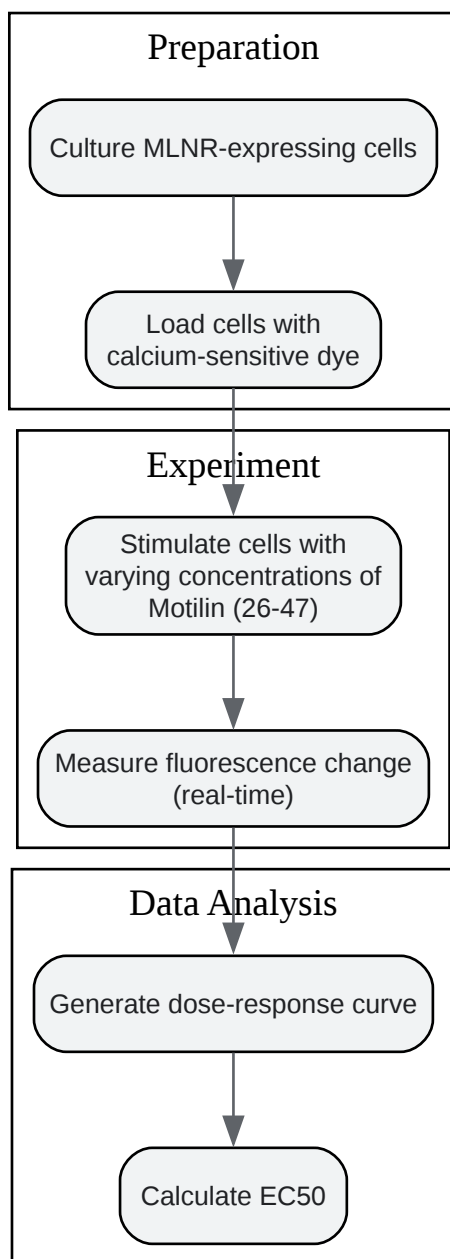 Preparation
Culture MLNR-expressing cells
Load cells with
calcium-sensitive dye
Experiment
Stimulate cells with
varying concentrations of
Motilin (26-47)
Measure fluorescence change
(real-time)
Data Analysis
Generate dose-response curve
Calculate EC50